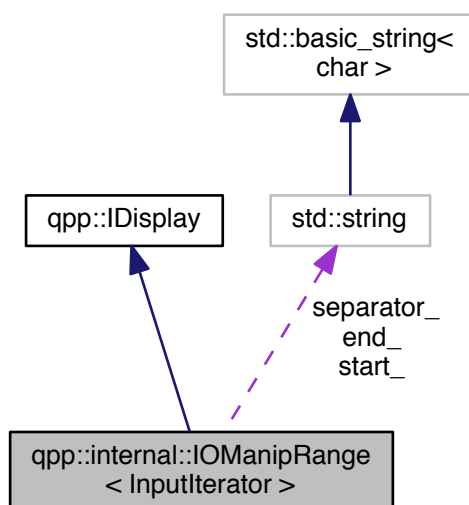 std::basic_string<
char >
qpp::IDisplay
std::string
separator_
end_
start_
qpp::internal::IOManipRange
< InputIterator >